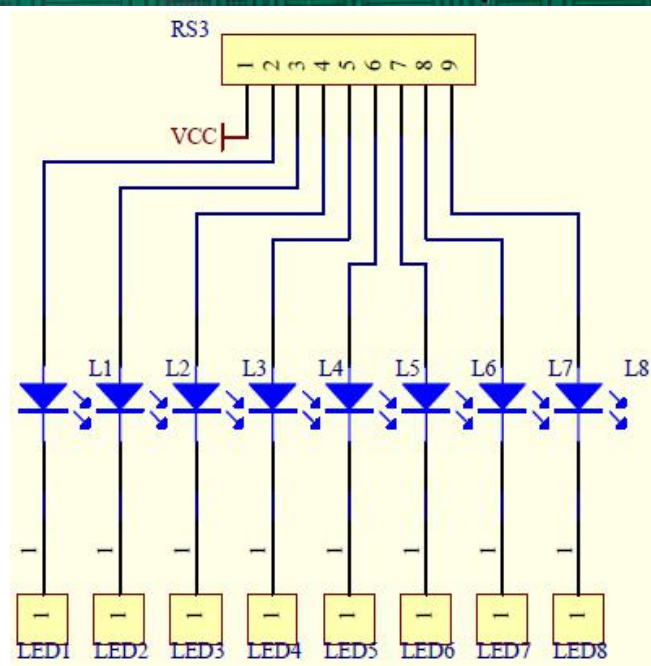 RS3
1 2 3 4 5 6 7 8 9
VCC
L1 L2 L3 L4 L5 L6 L7 L8
1 1 1 1 1 1 1 1
1 1 1 1 1 1 1 1
LED1 LED2 LED3 LED4 LED5 LED6 LED7 LED8